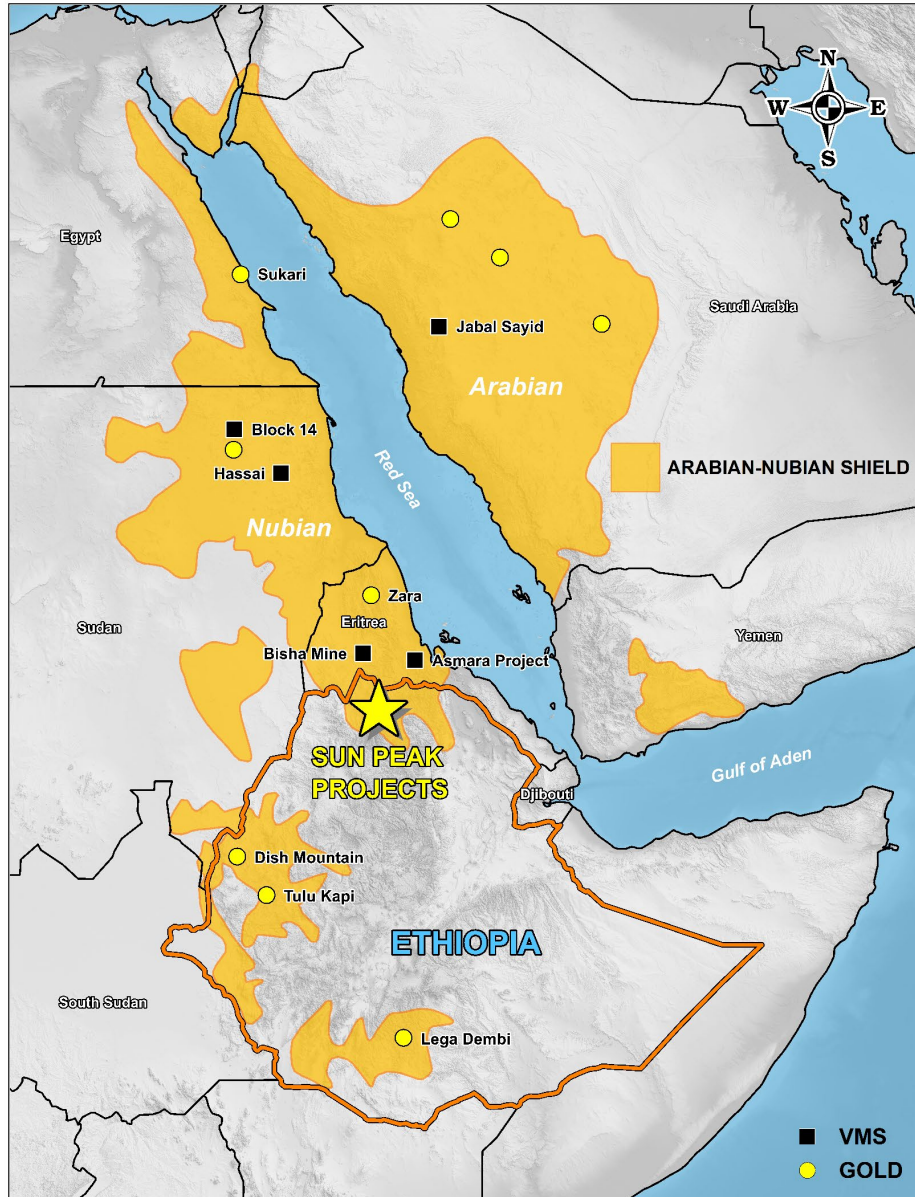 N
W E
S
Egypt
Sukari
Saudi Arabia
Jabal Sayid
Arabian
Block 14
Hassai
Red Sea
ARABIAN-NUBIAN SHIELD
Nubian
Zara
Eritrea
Sudan
Yemen
Bisha Mine
Asmara Project
SUN PEAK
PROJECTS
Gulf of Aden
Djibouti
Dish Mountain
Tulu Kapi
ETHIOPIA
South Sudan
Lega Dembi
VMS
GOLD